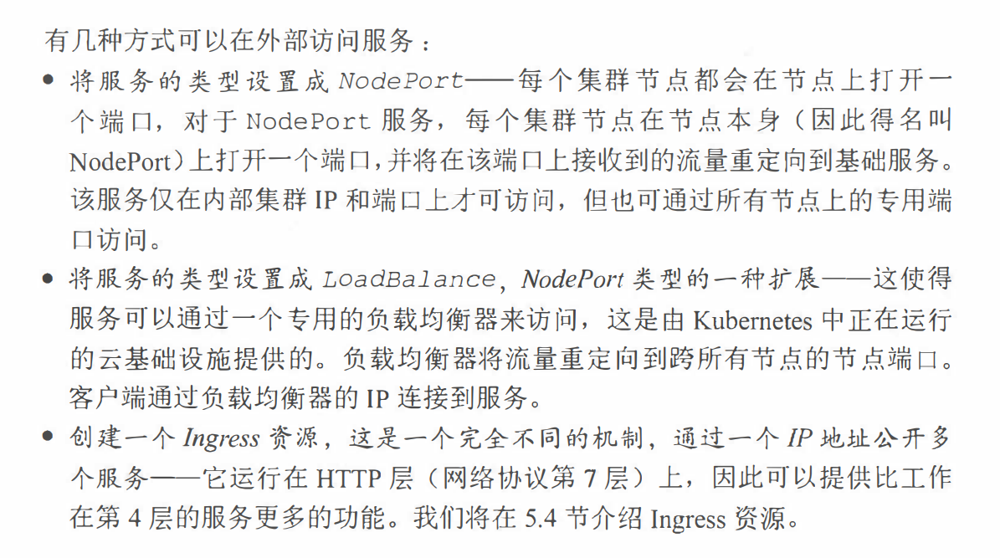 有几种方式可以在外部访问服务：
• 将服务的类型设置成 NodePort——每个集群节点都会在节点上打开一
个端口，对于 NodePort 服务，每个集群节点在节点本身（因此得名叫
NodePort）上打开一个端口，并将在该端口上接收到的流量重定向到基础服务。
该服务仅在内部集群 IP 和端口上才可访问，但也可通过所有节点上的专用端
口访问。
• 将服务的类型设置成 LoadBalance，NodePort 类型的一种扩展——这使得
服务可以通过一个专用的负载均衡器来访问，这是由 Kubernetes 中正在运行
的云基础设施提供的。负载均衡器将流量重定向到跨所有节点的节点端口。
客户端通过负载均衡器的 IP 连接到服务。
• 创建一个 Ingress 资源，这是一个完全不同的机制，通过一个 IP 地址公开多
个服务——它运行在 HTTP 层（网络协议第 7 层）上，因此可以提供比工作
在第 4 层的服务更多的功能。我们将在 5.4 节介绍 Ingress 资源。